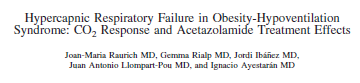 Hypercapnic Respiratory Failure in Obesity-Hypoventilation
Syndrome: CO₂ Response and Acetazolamide Treatment Effects
Joan-Maria Raurich MD, Gemma Rialp MD, Jordi Ibáñez MD,
Juan Antonio Llompart-Pou MD, and Ignacio Ayestarán MD